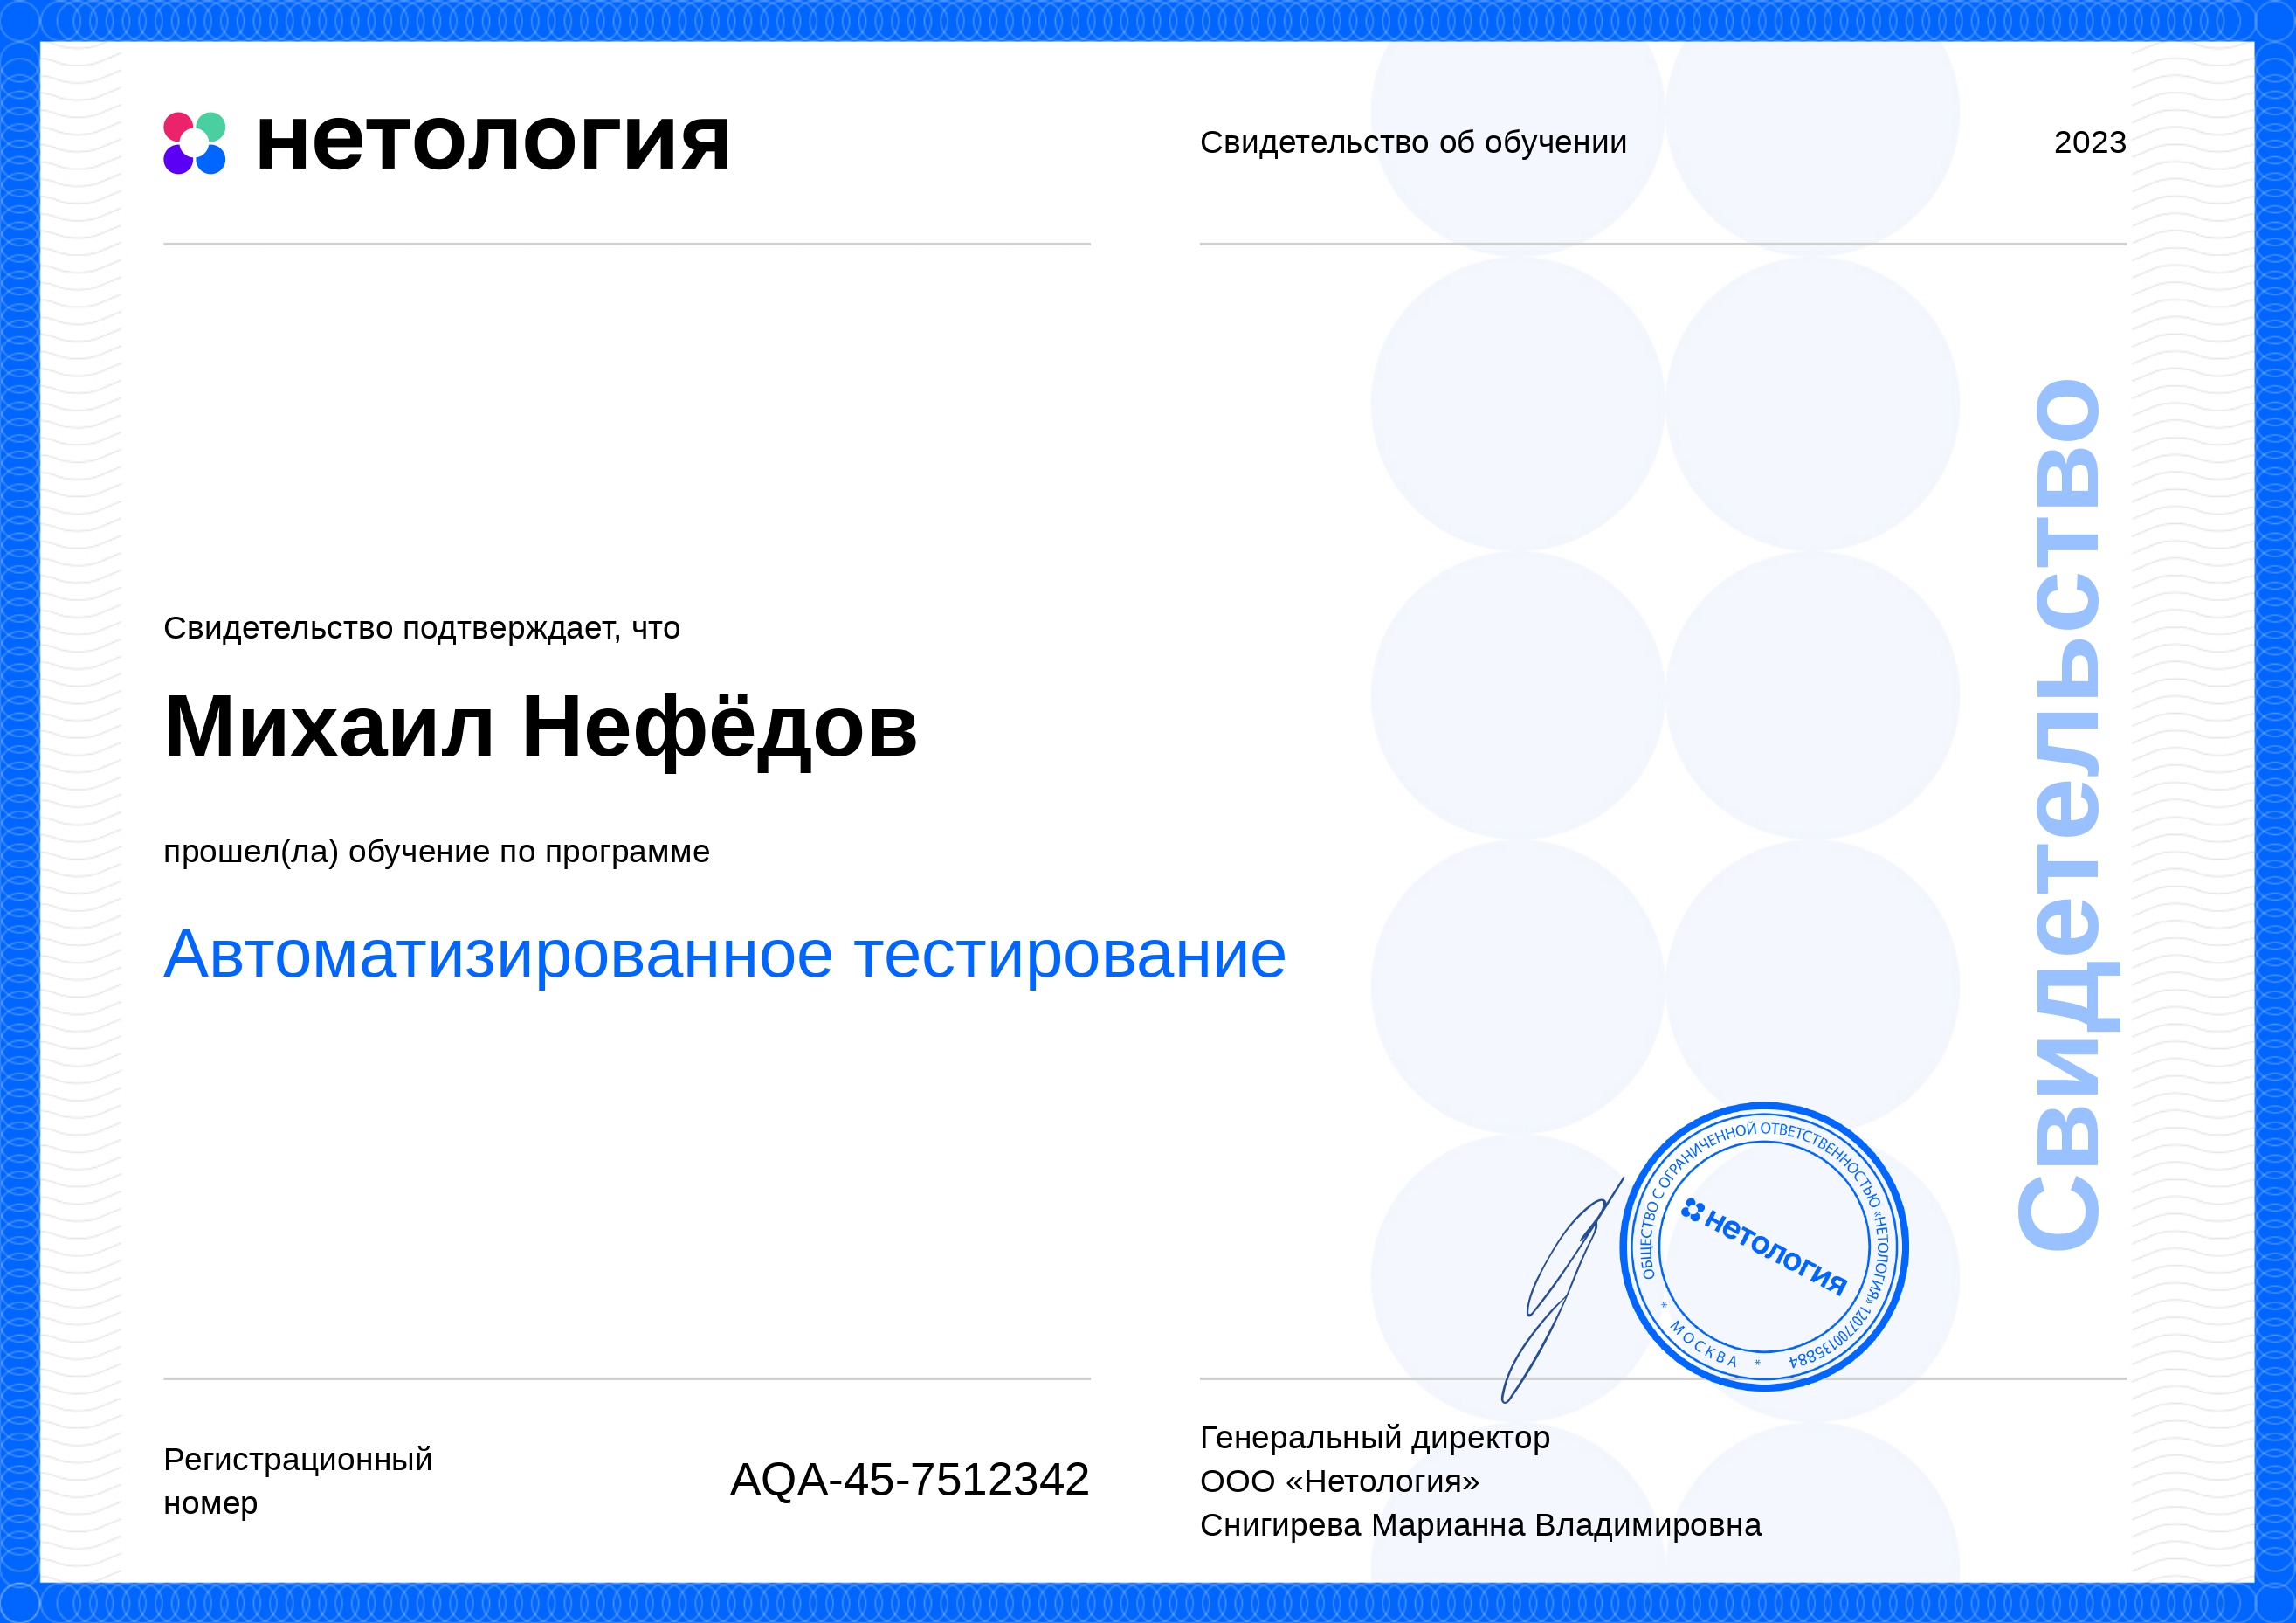 нетология
Свидетельство об обучении
2023
Свидетельство подтверждает, что
Михаил Нефёдов
прошел(ла) обучение по программе
Автоматизированное тестирование
Свидетельство
ОБЩЕСТВО С ОГРАНИЧЕННОЙ ОТВЕТСТВЕННОСТЬЮ «НЕТОЛОГИЯ» 1207700135884
* МОСКВА *
нетология
Регистрационный
номер
AQA-45-7512342
Генеральный директор
ООО «Нетология»
Снигирева Марианна Владимировна